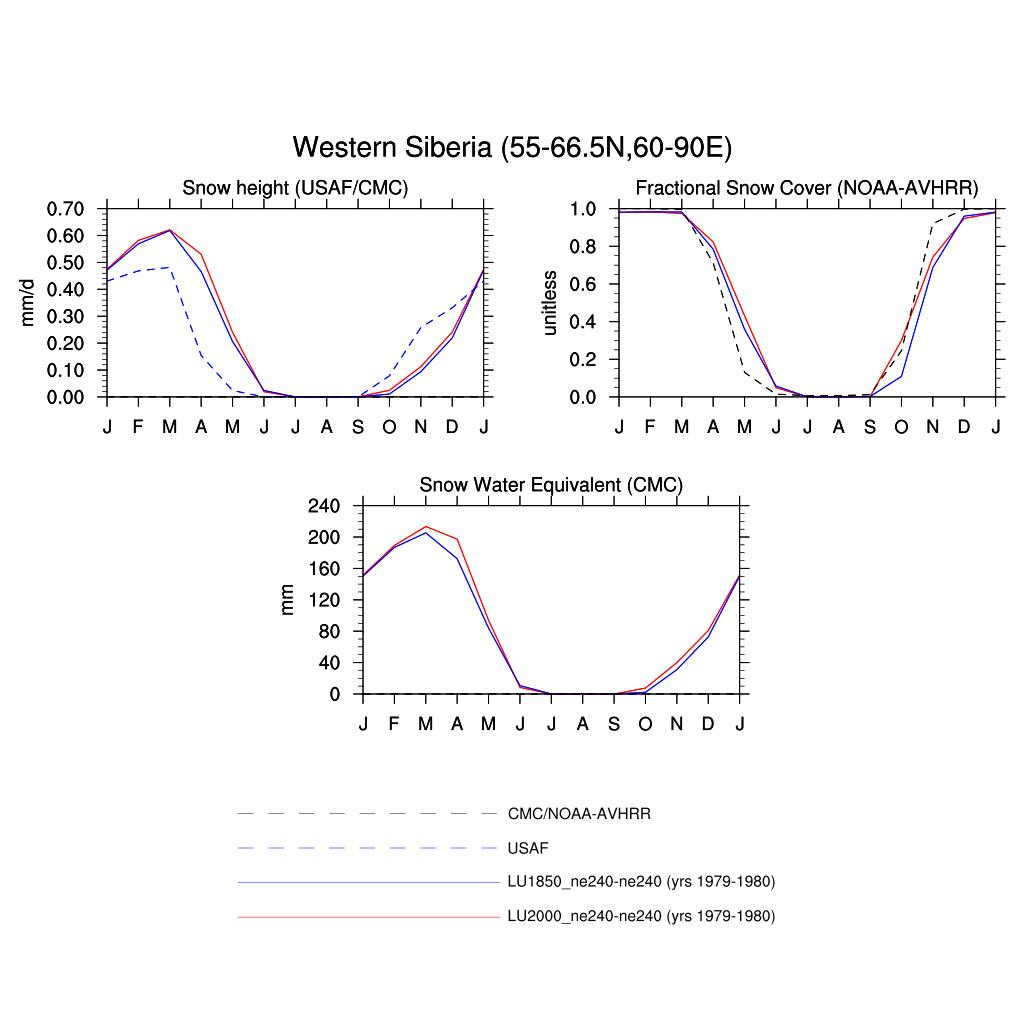 Western Siberia (55-66.5N,60-90E)
Snow height (USAF/CMC)
0.70
0.60
0.50
0.40
0.30
0.20
0.10
0.00
mm/d
J F M A M J J A S O N D J
Fractional Snow Cover (NOAA-AVHRR)
1.0
0.8
0.6
0.4
0.2
0.0
unitless
J F M A M J J A S O N D J
Snow Water Equivalent (CMC)
240
200
160
120
80
40
0
mm
J F M A M J J A S O N D J
CMC/NOAA-AVHRR
USAF
LU1850_ne240-ne240 (yrs 1979-1980)
LU2000_ne240-ne240 (yrs 1979-1980)